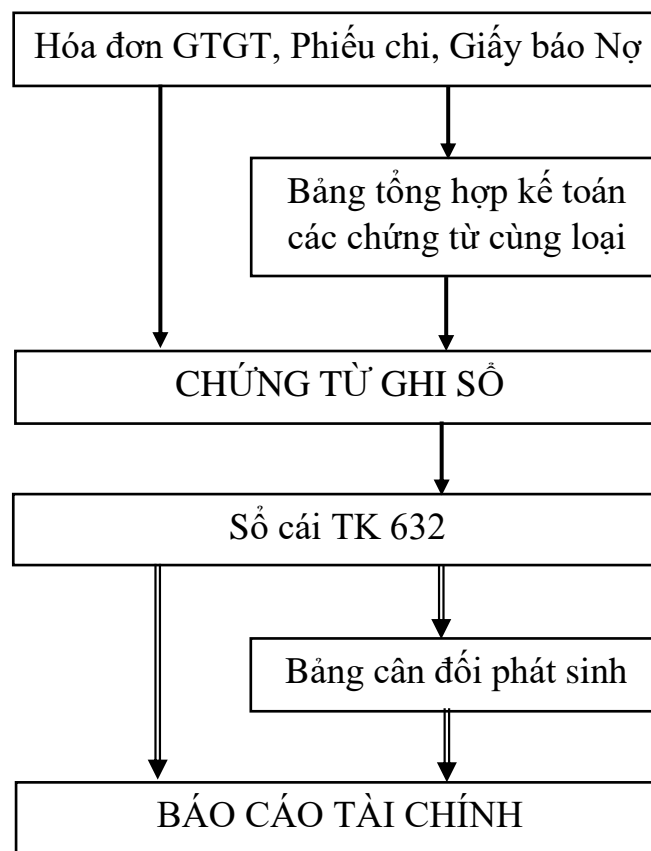 Hóa đơn GTGT, Phiếu chi, Giấy báo Nợ
Bảng tổng hợp kế toán
các chứng từ cùng loại
CHỨNG TỪ GHI SỔ
Sổ cái TK 632
Bảng cân đối phát sinh
BÁO CÁO TÀI CHÍNH